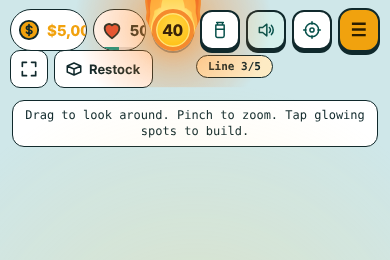 $5,00
50
40
Restock
Line 3/5
Drag to look around. Pinch to zoom. Tap glowing
spots to build.